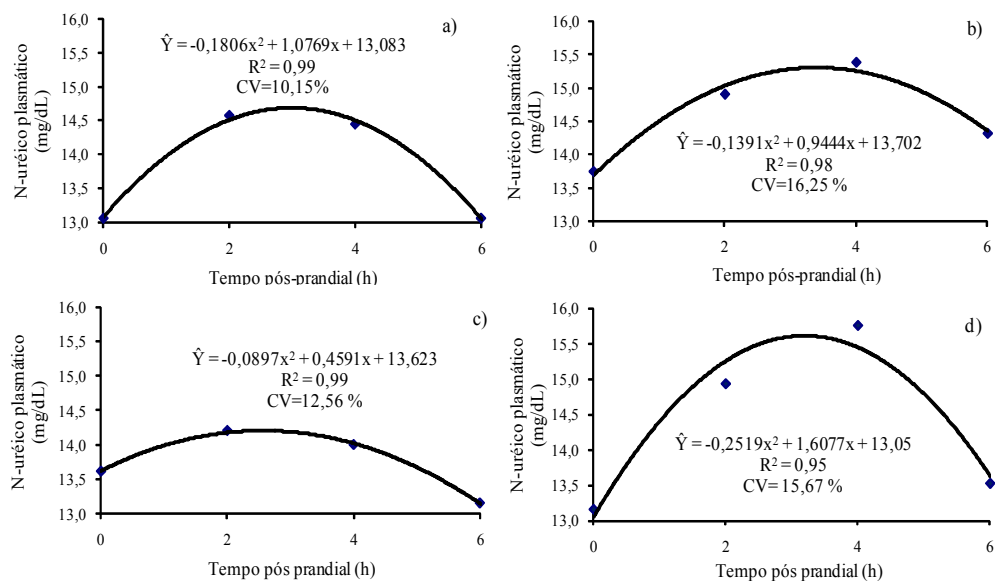 a)
16,0
15,5
15,0
14,5
14,0
13,5
13,0
N-uréico plasmático
(mg/dL)
Ŷ = -0,1806x² + 1,0769x + 13,083
R² = 0,99
CV=10,15%
0 2 4 6
Tempo pós-prandial (h)
b)
16,0
15,5
15,0
14,5
14,0
13,5
13,0
N-uréico plasmático
(mg/dL)
Ŷ = -0,1391x² + 0,9444x + 13,702
R² = 0,98
CV=16,25 %
0 2 4 6
Tempo pós-prandial (h)
c)
16,0
15,5
15,0
14,5
14,0
13,5
13,0
N-uréico plasmático
(mg/dL)
Ŷ = -0,0897x² + 0,4591x + 13,623
R² = 0,99
CV=12,56 %
0 2 4 6
Tempo pós prandial (h)
d)
16,0
15,5
15,0
14,5
14,0
13,5
13,0
N-uréico plasmático
(mg/dL)
Ŷ = -0,2519x² + 1,6077x + 13,05
R² = 0,95
CV= 15,67 %
0 2 4 6
Tempo pós prandial (h)